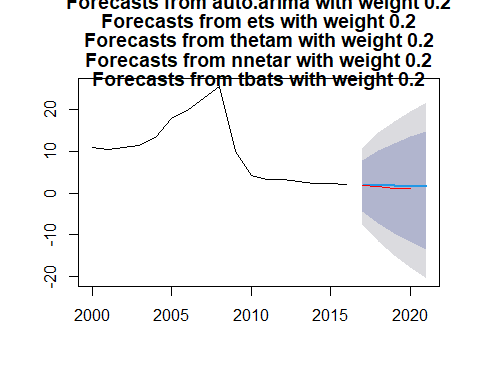 Forecasts from auto.arima with weight 0.2
Forecasts from ets with weight 0.2
Forecasts from thetam with weight 0.2
Forecasts from nnetar with weight 0.2
Forecasts from tbats with weight 0.2
20
10
0
-10
-20
2000 2005 2010 2015 2020